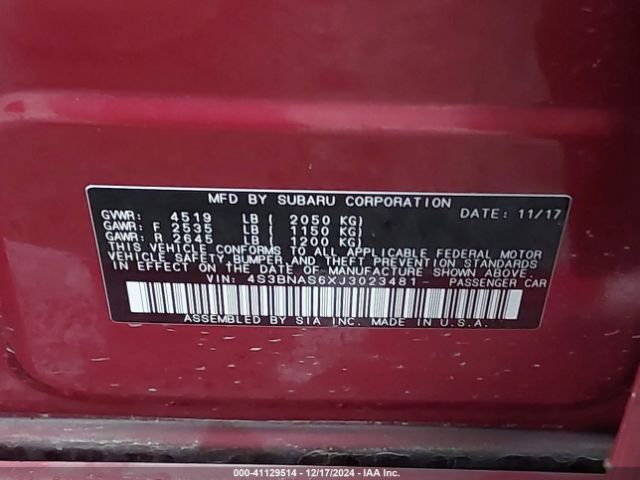 MFD BY SUBARU CORPORATION
GVWR: 4519 LB ( 2050 KG) DATE: 11/17
GAWR: F 2535 LB ( 1150 KG)
GAWR: R 2645 LB ( 1200 KG)
THIS VEHICLE CONFORMS TO ALL APPLICABLE FEDERAL MOTOR
VEHICLE SAFETY, BUMPER AND THEFT PREVENTION STANDARDS
IN EFFECT ON THE DATE OF MANUFACTURE SHOWN ABOVE.
VIN: 4S3BNAS6XJ3023481 - PASSENGER CAR
ASSEMBLED BY SIA INC. MADE IN U.S.A.
000-41129514 - 12/17/2024 - IAA Inc.